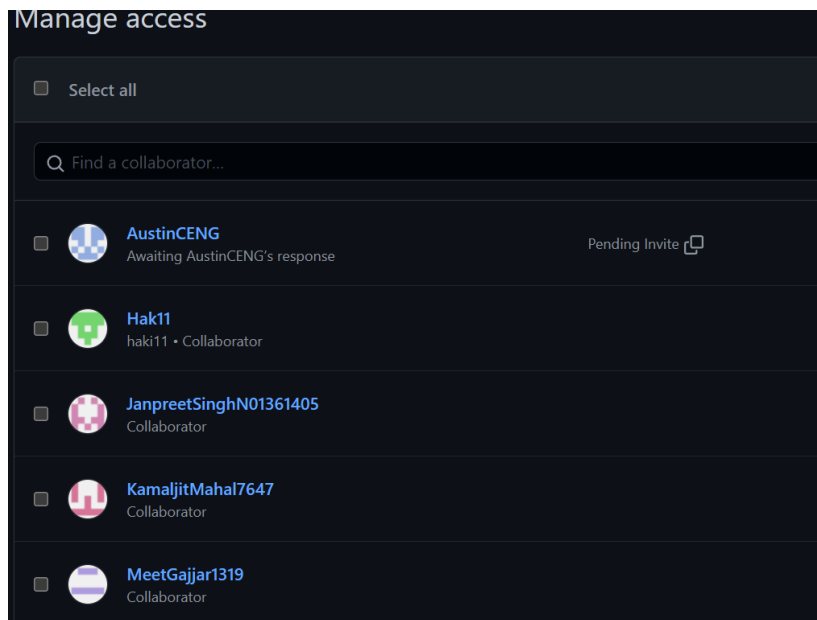 Manage access
Select all
Find a collaborator...
AustinCENG
Awaiting AustinCENG's response
Pending Invite
Hak11
haki11 • Collaborator
JanpreetSinghN01361405
Collaborator
KamaljitMahal7647
Collaborator
MeetGajjar1319
Collaborator